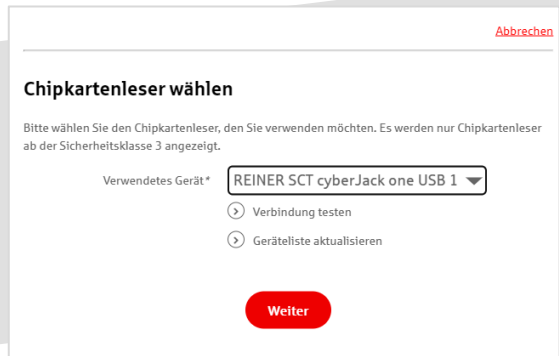 Abbrechen
Chipkartenleser wählen
Bitte wählen Sie den Chipkartenleser, den Sie verwenden möchten. Es werden nur Chipkartenleser
ab der Sicherheitsklasse 3 angezeigt.
Verwendetes Gerät* REINER SCT cyberJack one USB 1
Verbindung testen
Geräteliste aktualisieren
Weiter